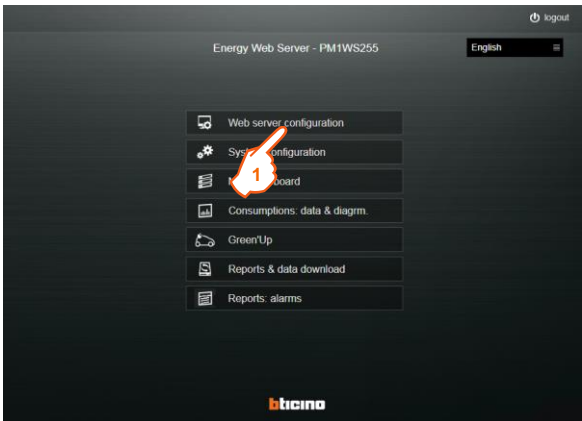 logout
Energy Web Server - PM1WS255
English
Web server configuration
System configuration
board
Consumptions: data & diagrm.
Green'Up
Reports & data download
Reports: alarms
1
bticino